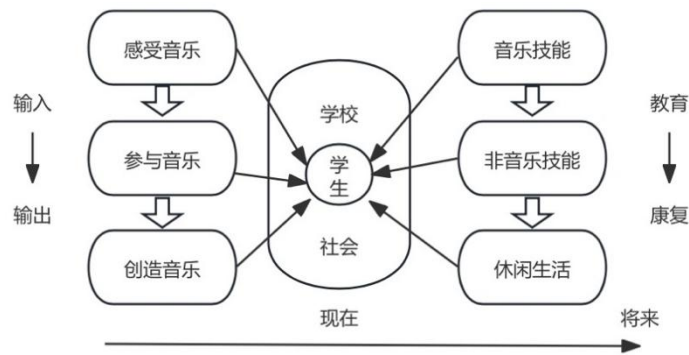 感受音乐
音乐技能
输入
学校
教育
参与音乐
学
生
非音乐技能
输出
康复
社会
创造音乐
休闲生活
现在
将来